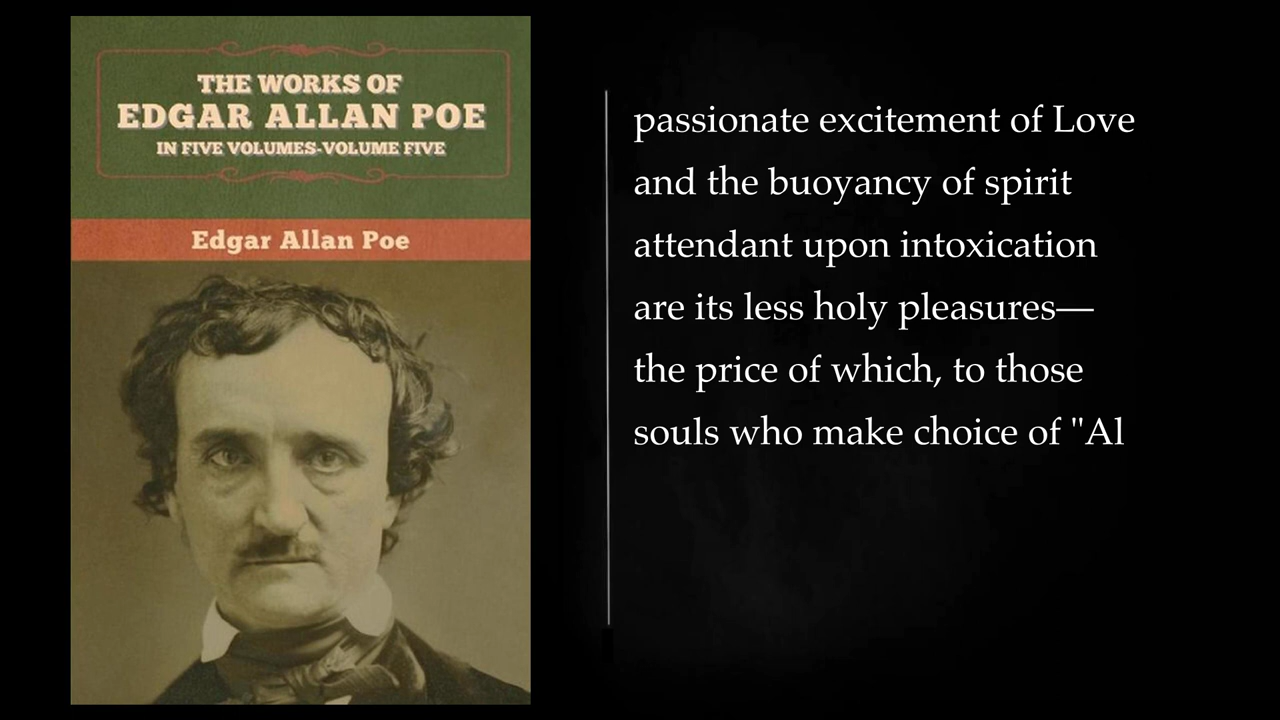 THE WORKS OF
EDGAR ALLAN POE
IN FIVE VOLUMES-VOLUME FIVE
Edgar Allan Poe
passionate excitement of Love
and the buoyancy of spirit
attendant upon intoxication
are its less holy pleasures—
the price of which, to those
souls who make choice of "Al